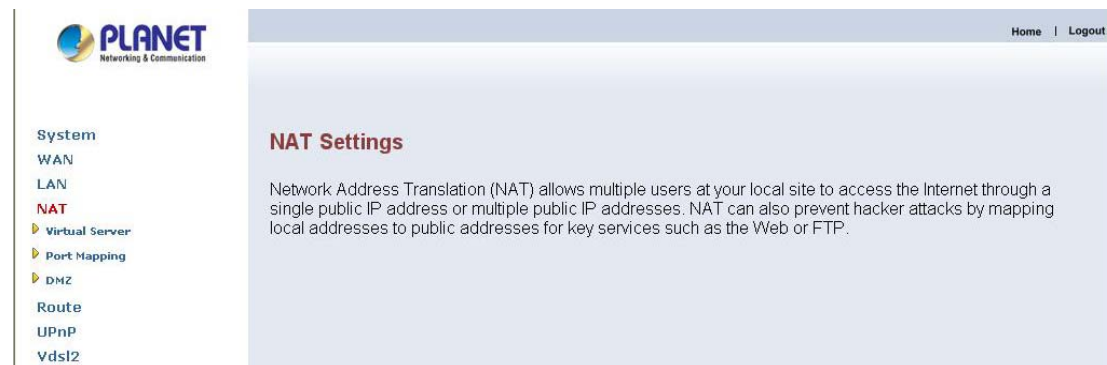 PLANET
Networking & Communication
Home | Logout
System
WAN
LAN
NAT
Virtual Server
Port Mapping
DMZ
Route
UPnP
Vdsl2
NAT Settings
Network Address Translation (NAT) allows multiple users at your local site to access the Internet through a
single public IP address or multiple public IP addresses. NAT can also prevent hacker attacks by mapping
local addresses to public addresses for key services such as the Web or FTP.